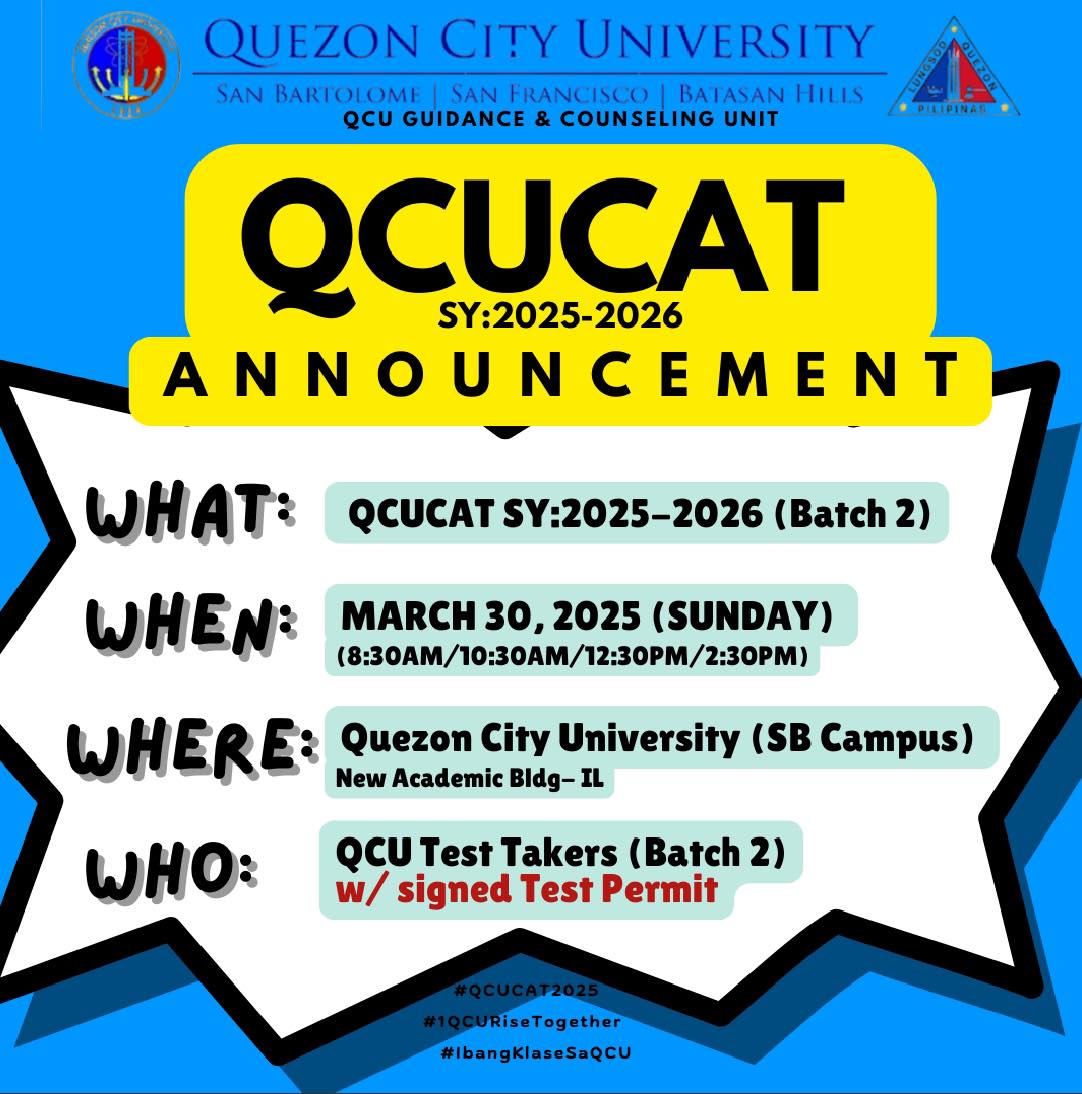 QUEZON CITY UNIVERSITY
SAN BARTOLOME | SAN FRANCISCO | BATASAN HILLS
QCU GUIDANCE & COUNSELING UNIT
LUNGSOD QUEZON
PILIPINAS
QCUCAT
SY:2025-2026
ANNOUNCEMENT
WHAT: QCUCAT SY:2025-2026 (Batch 2)
WHEN: MARCH 30, 2025 (SUNDAY)
(8:30AM/10:30AM/12:30PM/2:30PM)
WHERE: Quezon City University (SB Campus)
New Academic Bldg- IL
WHO: QCU Test Takers (Batch 2)
w/ signed Test Permit
#QCUCAT2025
#1QCURiseTogether
#IbangKlaseSaQCU